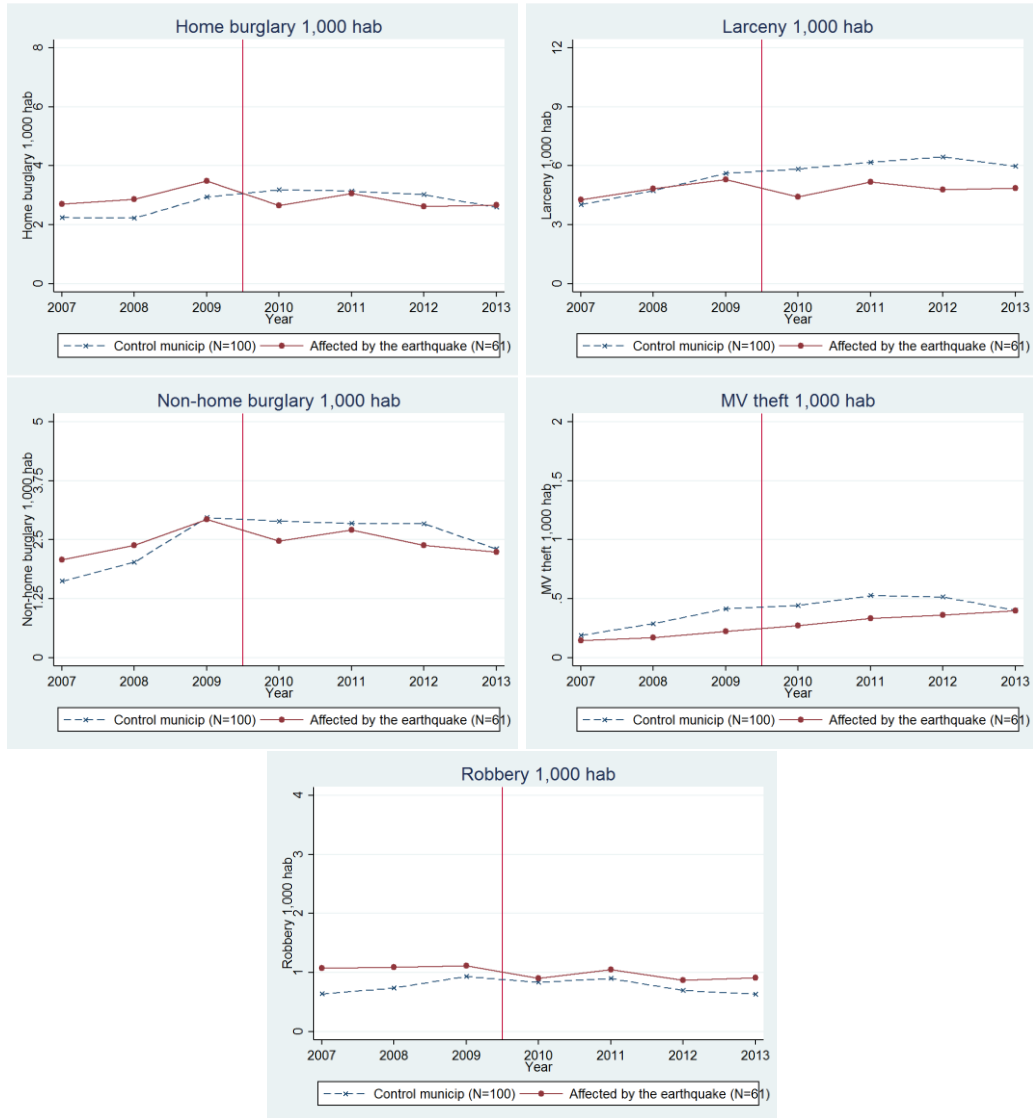 Home burglary 1,000 hab
Home burglary 1,000 hab
8
6
4
2
0
2007 2008 2009 2010 2011 2012 2013
Year
Control municip (N=100) Affected by the earthquake (N=61)
Larceny 1,000 hab
Larceny 1,000 hab
12
9
6
3
0
2007 2008 2009 2010 2011 2012 2013
Year
Control municip (N=100) Affected by the earthquake (N=61)
Non-home burglary 1,000 hab
Non-home burglary 1,000 hab
5
3.75
2.5
1.25
0
2007 2008 2009 2010 2011 2012 2013
Year
Control municip (N=100) Affected by the earthquake (N=61)
MV theft 1,000 hab
MV theft 1,000 hab
2
1.5
1
.5
0
2007 2008 2009 2010 2011 2012 2013
Year
Control municip (N=100) Affected by the earthquake (N=61)
Robbery 1,000 hab
Robbery 1,000 hab
4
3
2
1
0
2007 2008 2009 2010 2011 2012 2013
Year
Control municip (N=100) Affected by the earthquake (N=61)